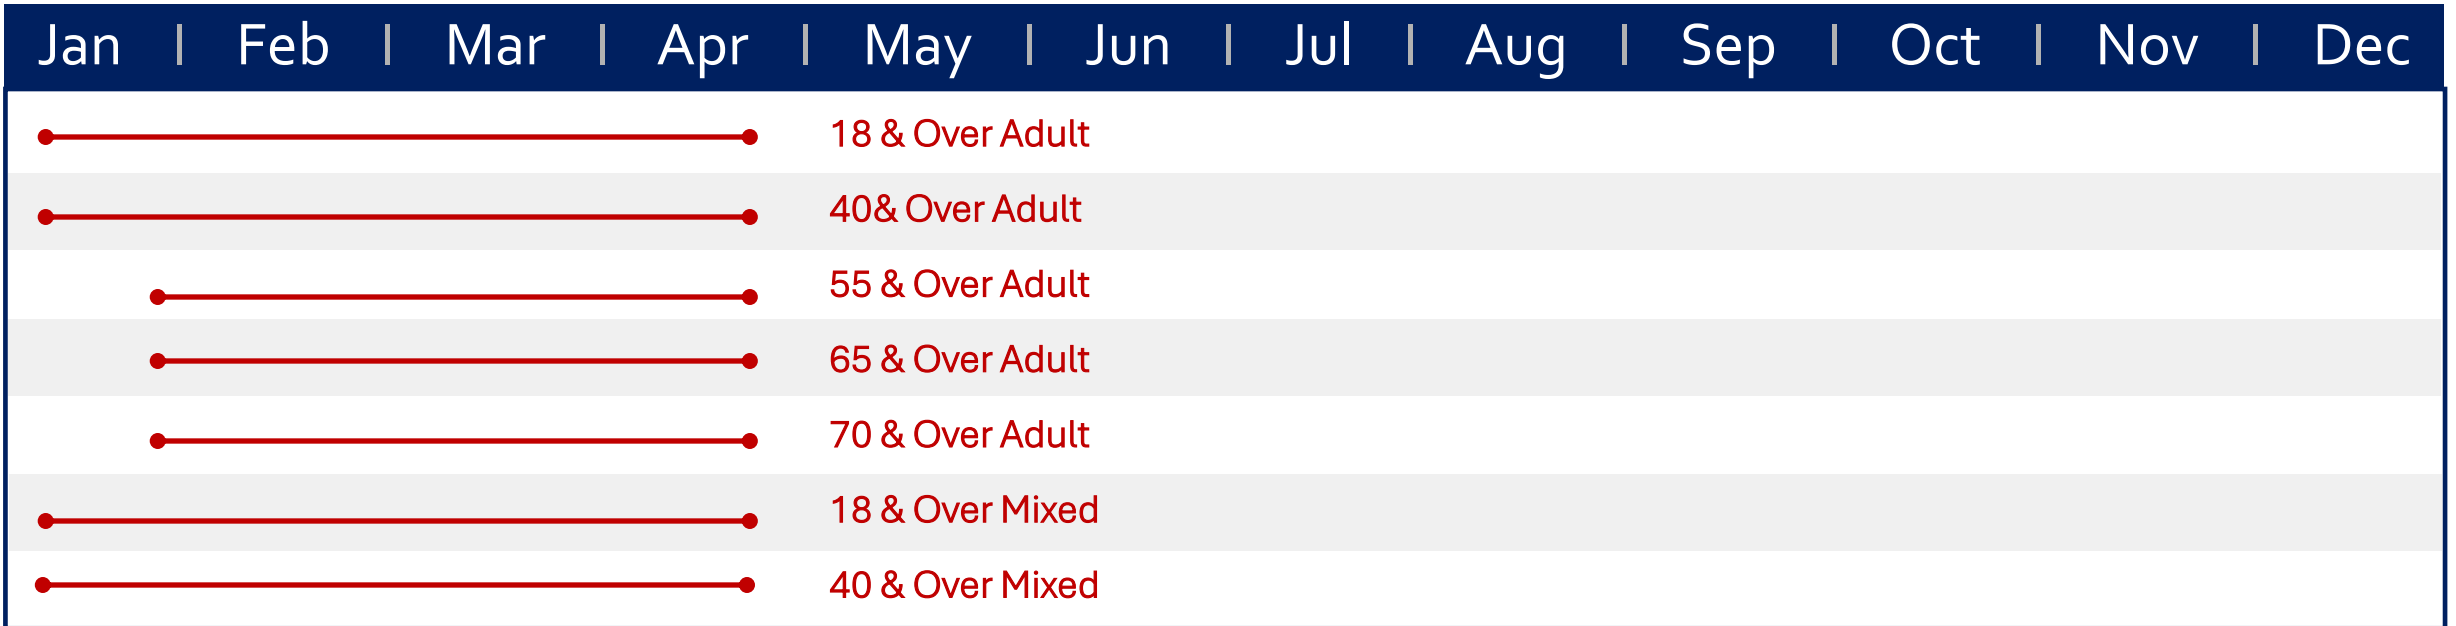 Jan | Feb | Mar | Apr | May | Jun | Jul | Aug | Sep | Oct | Nov | Dec
18 & Over Adult
40& Over Adult
55 & Over Adult
65 & Over Adult
70 & Over Adult
18 & Over Mixed
40 & Over Mixed